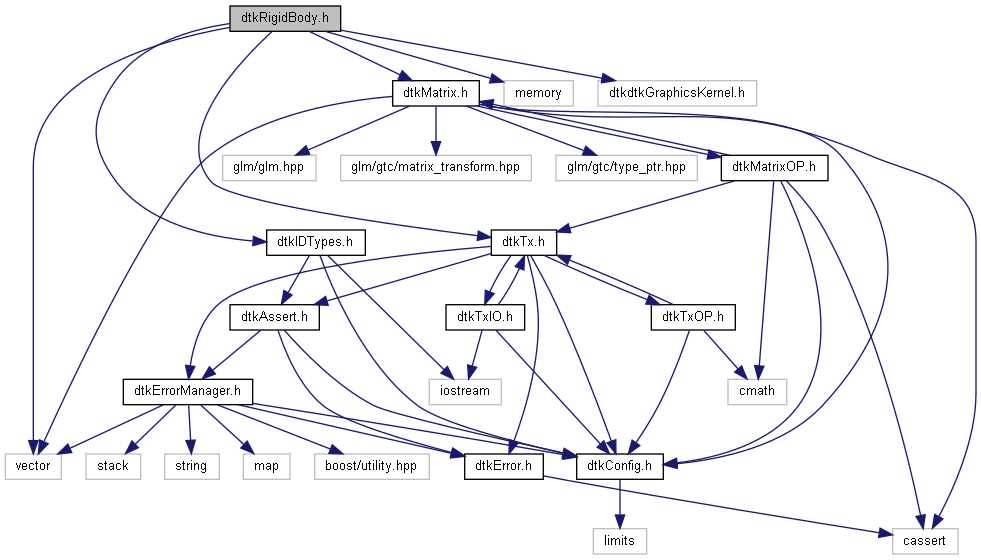 dtkRigidBody.h
dtkMatrix.h
memory
dtkdtkGraphicsKernel.h
glm/glm.hpp
glm/gtc/matrix_transform.hpp
glm/gtc/type_ptr.hpp
dtkMatrixOP.h
dtkIDTypes.h
dtkTx.h
dtkAssert.h
dtkTxIO.h
dtkTxOP.h
dtkErrorManager.h
iostream
cmath
vector
stack
string
map
boost/utility.hpp
dtkError.h
dtkConfig.h
limits
cassert